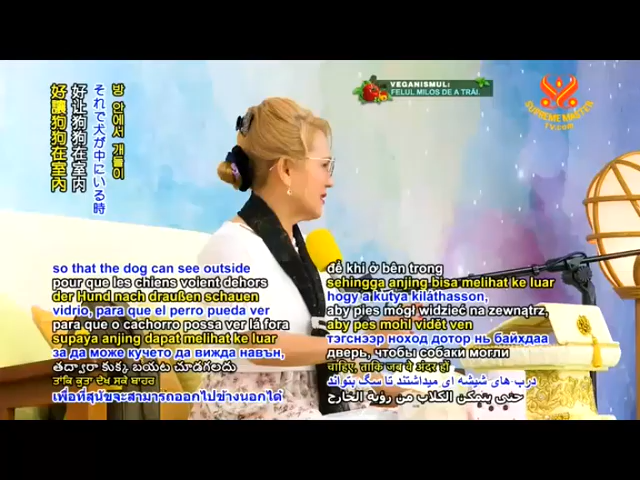 방 안에서 개들이
それで犬が中にいる時
好让狗狗在室内
好讓狗狗在室內
VEGANISMUL:
FELUL MILOS DE A TRĂI.
SUPREME MASTER
TV.com
so that the dog can see outside
pour que les chiens voient dehors
der Hund nach draußen schauen
vidrio, para que el perro pueda ver
para que o cachorro possa ver lá fora
supaya anjing dapat melihat ke luar
за да може кучето да вижда навън,
తద్వారా కుక్క బయట చూడగలదు
ਤਾਂਕਿ ਕੁਤਾ ਦੇਖ ਸਕੇ ਬਾਹਰ
เพื่อที่สุนัขจะสามารถออกไปข้างนอกได้
để khi ở bên trong
sehingga anjing bisa melihat ke luar
hogy a kutya kiláthasson,
aby pies mógł widzieć na zewnątrz,
aby pes mohl vidět ven
тэгснээр ноход дотор нь байхдаа
дверь, чтобы собаки могли
चाहिए, ताकि जब वे अंदर हों
درب های شیشه ای میداشتند تا سگ بتواند
حتى يتمكن الكلاب من رؤية الخارج